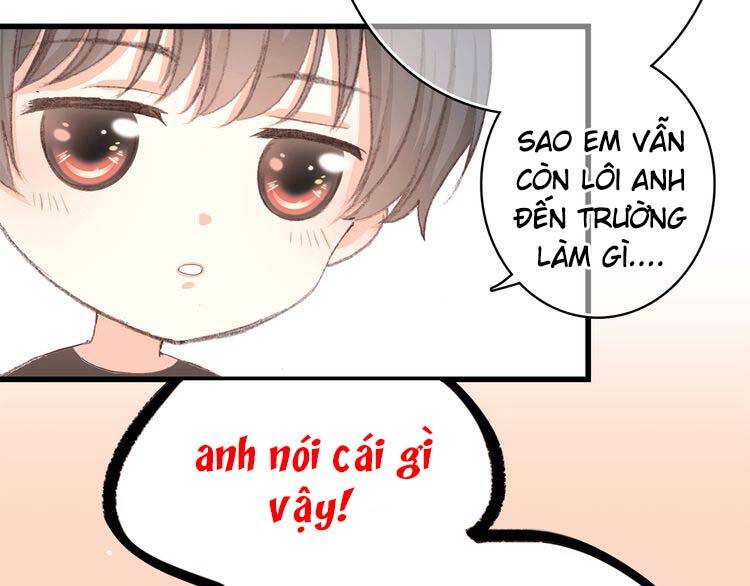 SAO EM VẪN
CÒN LÔI ANH
ĐẾN TRƯỜNG
LÀM GÌ....
anh nói cái gì
vậy!